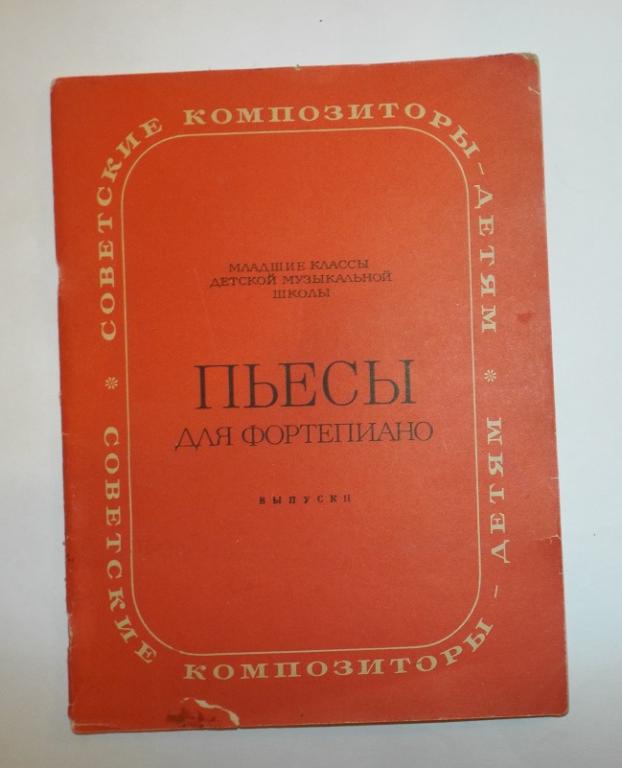 СОВЕТСКИЕ КОМПОЗИТОРЫ – ДЕТЯМ *
МЛАДШИЕ КЛАССЫ
ДЕТСКОЙ МУЗЫКАЛЬНОЙ
ШКОЛЫ
ПЬЕСЫ
ДЛЯ ФОРТЕПИАНО
ВЫПУСК II
СОВЕТСКИЕ КОМПОЗИТОРЫ – ДЕТЯМ *